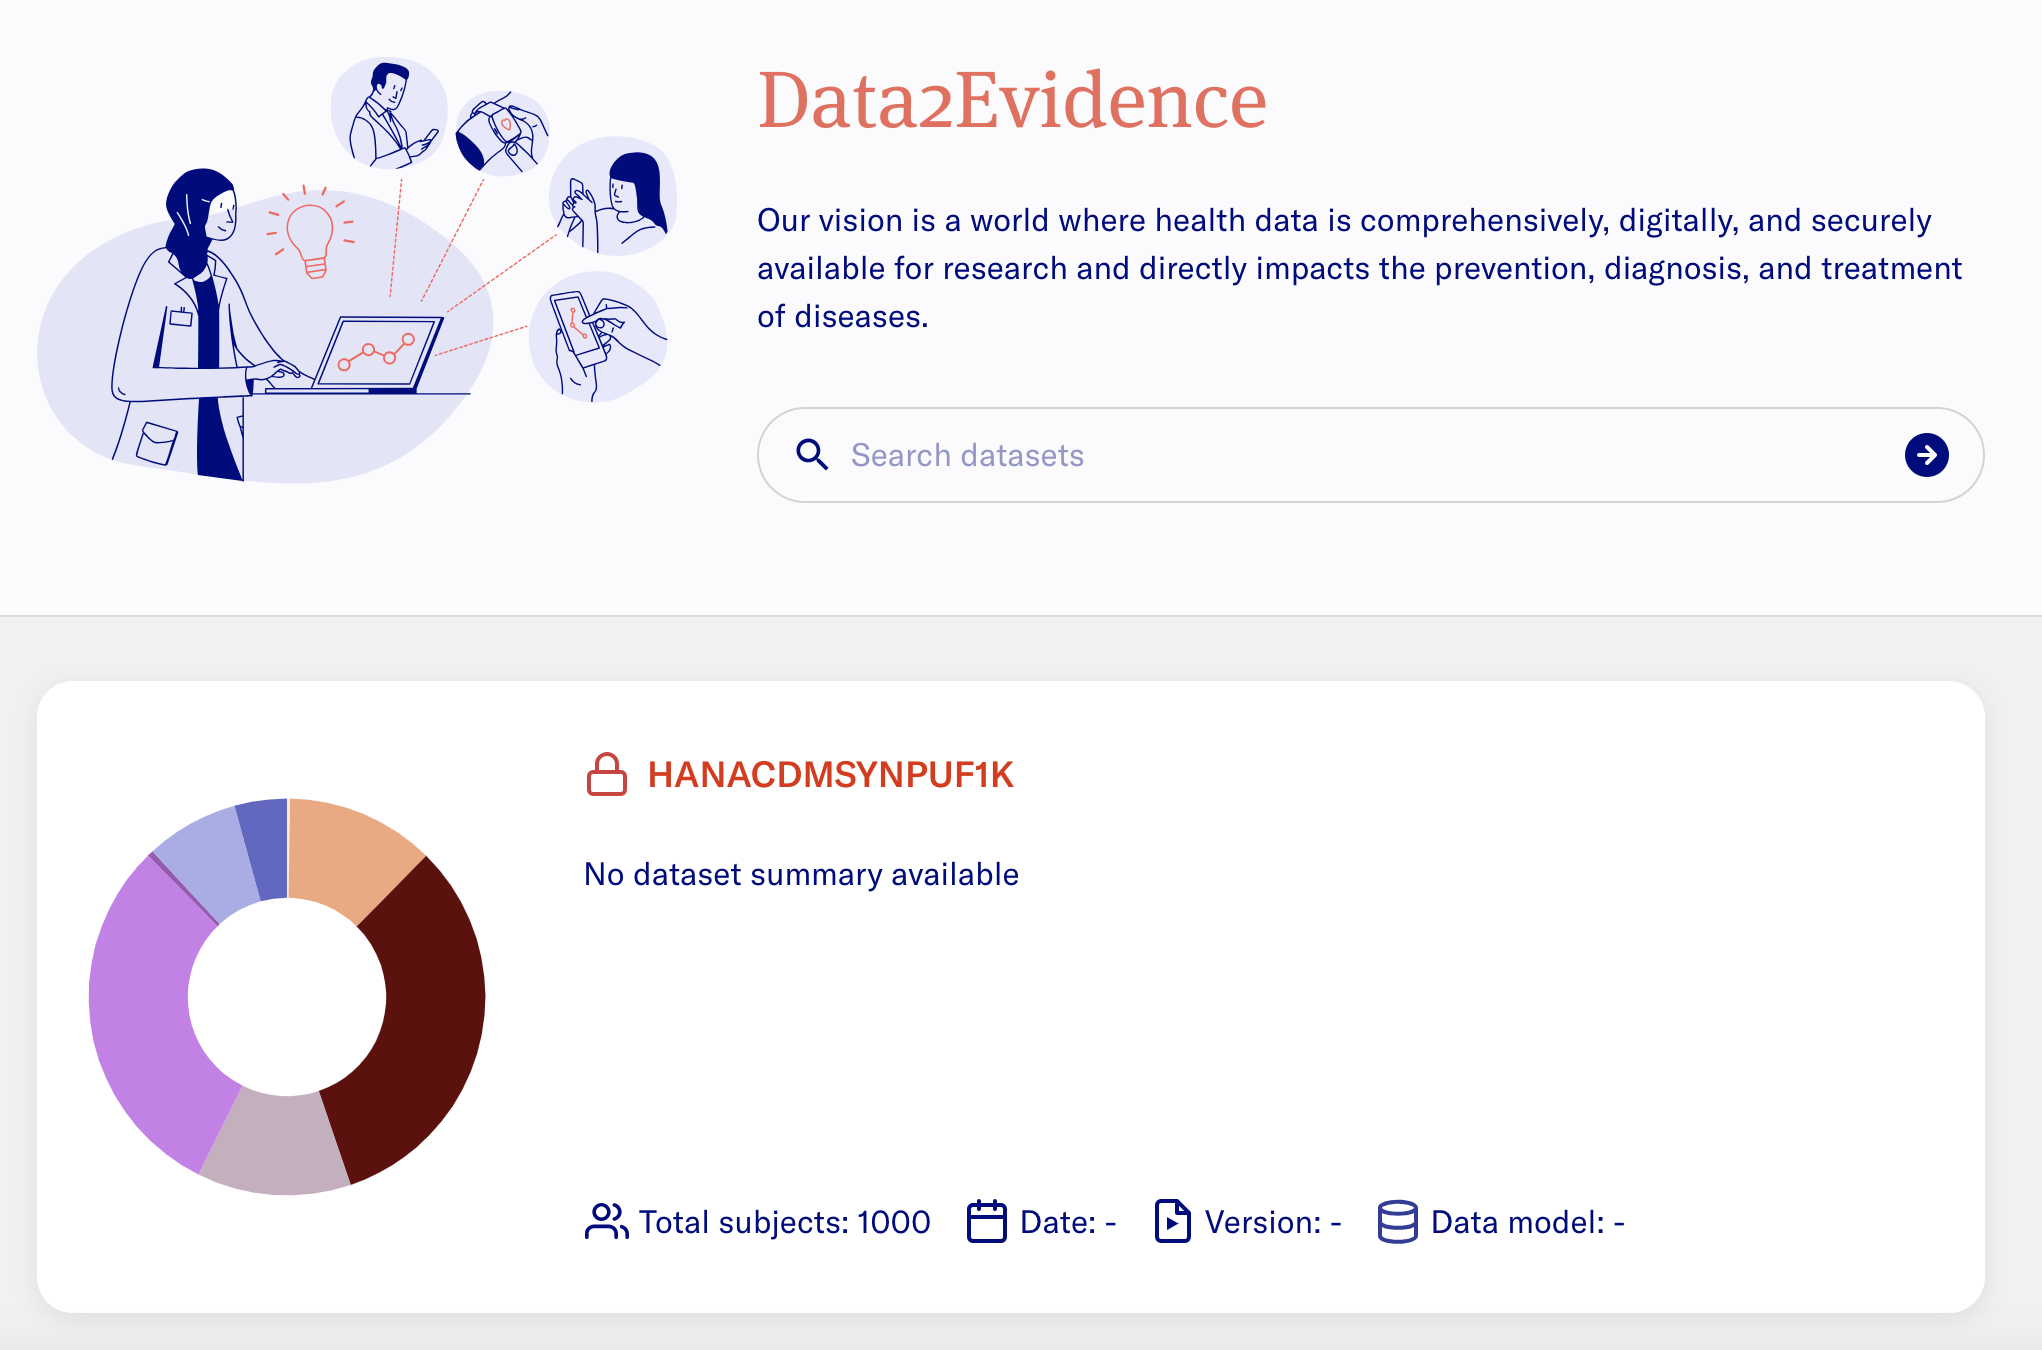 Data2Evidence
Our vision is a world where health data is comprehensively, digitally, and securely
available for research and directly impacts the prevention, diagnosis, and treatment
of diseases.
Search datasets
HANACDMSYNPUF1K
No dataset summary available
Total subjects: 1000 Date: - Version: - Data model: -